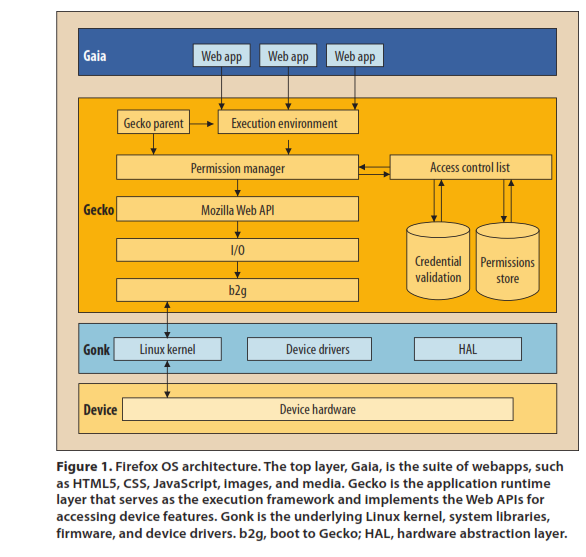 Gaia
Web app Web app Web app
Gecko parent Execution environment
Permission manager Access control list
Gecko Mozilla Web API
I/O
Credential validation Permissions store
b2g
Gonk Linux kernel Device drivers HAL
Device Device hardware
Figure 1. Firefox OS architecture. The top layer, Gaia, is the suite of webapps, such
as HTML5, CSS, JavaScript, images, and media. Gecko is the application runtime
layer that serves as the execution framework and implements the Web APIs for
accessing device features. Gonk is the underlying Linux kernel, system libraries,
firmware, and device drivers. b2g, boot to Gecko; HAL, hardware abstraction layer.